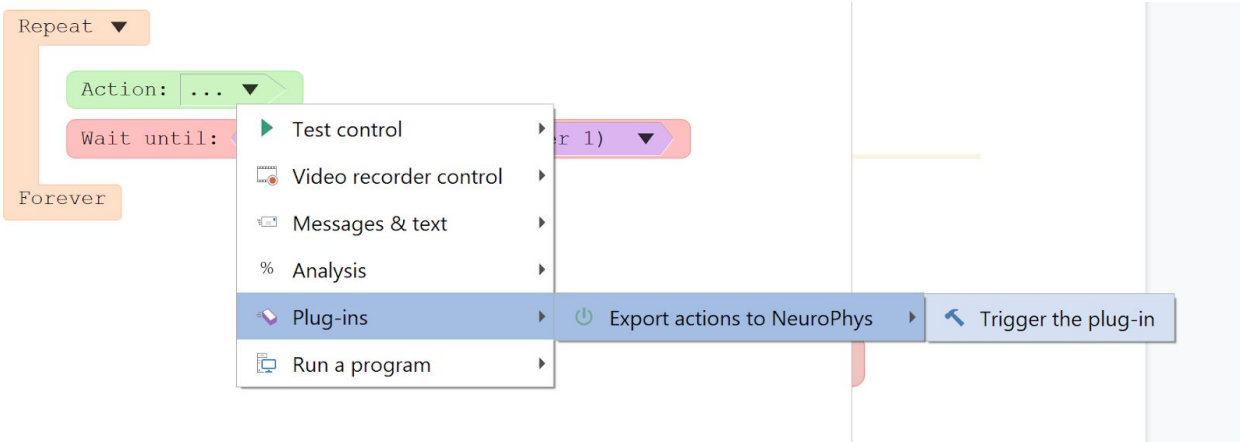 Repeat
Action: ...
Wait until: er 1)
Forever
Test control
Video recorder control
Messages & text
% Analysis
Plug-ins
Run a program
Export actions to NeuroPhys
Trigger the plug-in